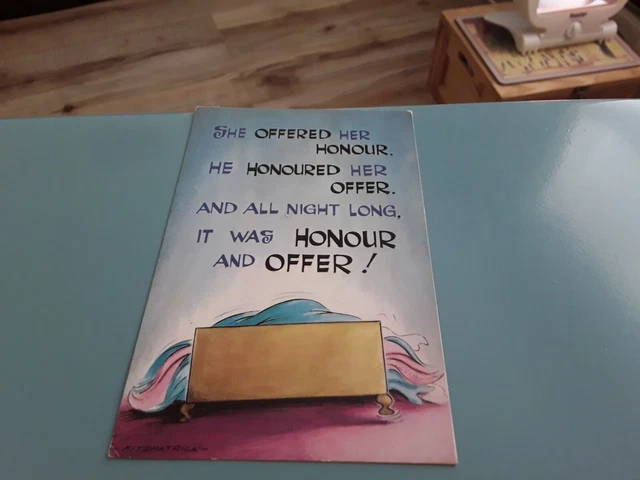 SHE OFFERED HER
HONOUR.
HE HONOURED HER
OFFER.
AND ALL NIGHT LONG,
IT WAS HONOUR
AND OFFER!